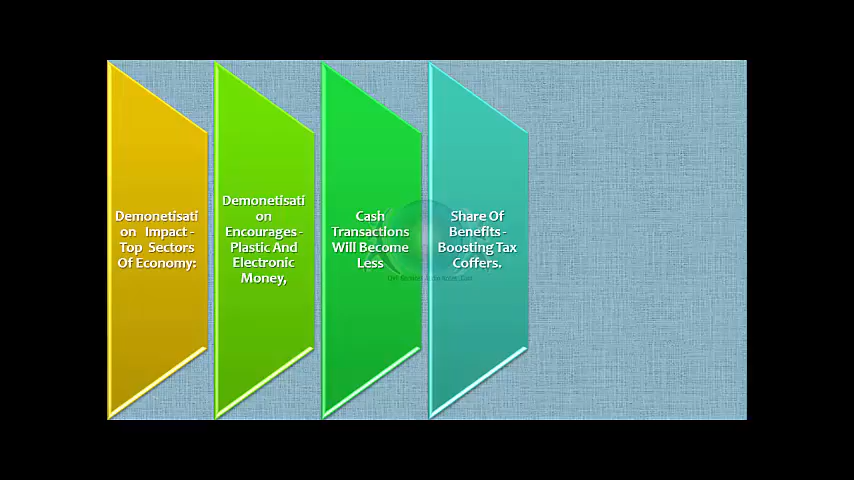 Demonetisati
on Impact -
Top Sectors
Of Economy:
Demonetisati
on
Encourages -
Plastic And
Electronic
Money,
Cash
Transactions
Will Become
Less
Share Of
Benefits -
Boosting Tax
Coffers.